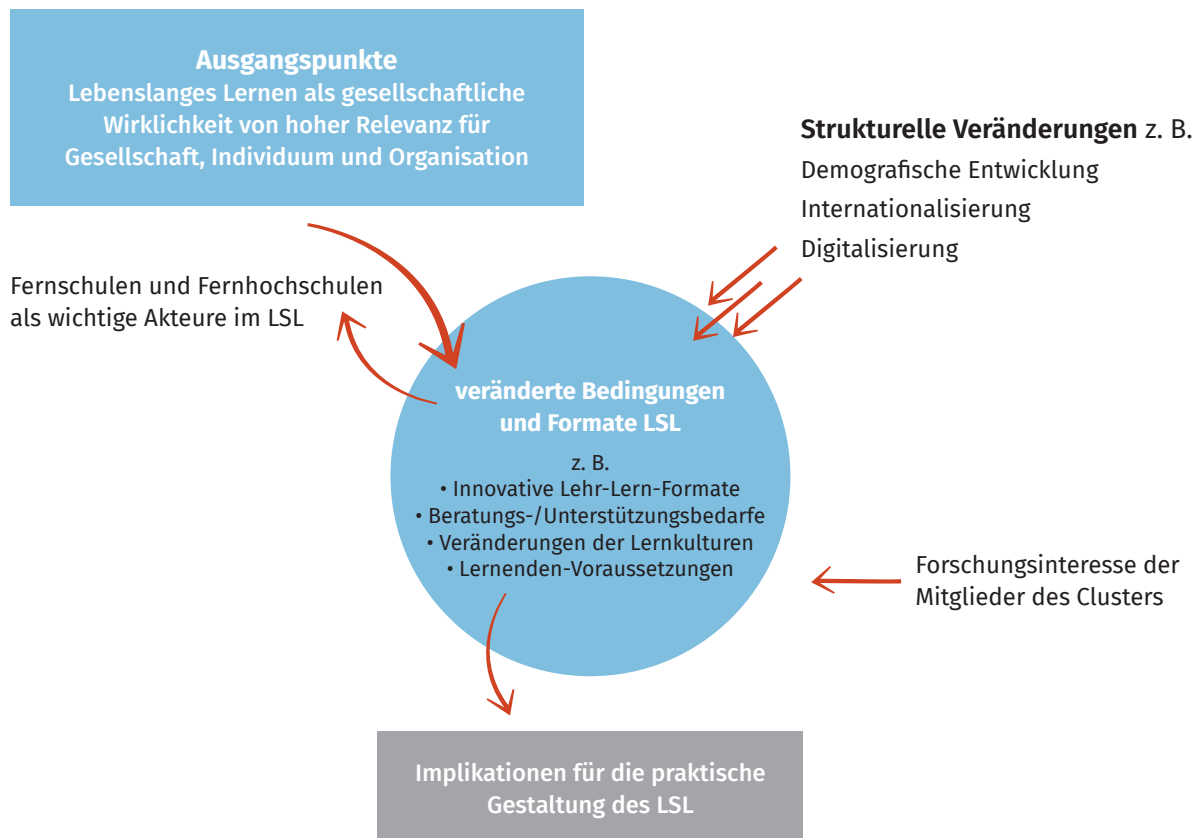 Ausgangspunkte
Lebenslanges Lernen als gesellschaftliche
Wirklichkeit von hoher Relevanz für
Gesellschaft, Individuum und Organisation
Strukturelle Veränderungen z. B.
Demografische Entwicklung
Internationalisierung
Digitalisierung
Fernschulen und Fernhochschulen
als wichtige Akteure im LSL
veränderte Bedingungen
und Formate LSL
z. B.
• Innovative Lehr-Lern-Formate
• Beratungs-/Unterstützungsbedarfe
• Veränderungen der Lernkulturen
• Lernenden-Voraussetzungen
Forschungsinteresse der
Mitglieder des Clusters
Implikationen für die praktische
Gestaltung des LSL